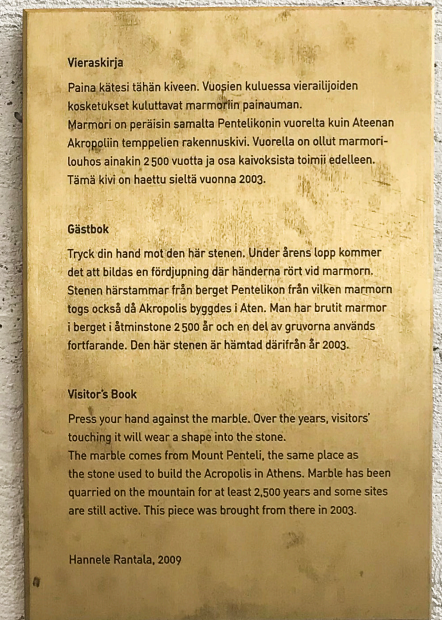 Vieraskirja
Paina kätesi tähän kiveen. Vuosien kuluessa vierailijoiden
kosketukset kuluttavat marmoriin painauman.
Marmori on peräisin samalta Pentelikonin vuorelta kuin Ateenan
Akropoliin temppelien rakennuskivi. Vuorella on ollut marmori-
louhos ainakin 2 500 vuotta ja osa kaivoksista toimii edelleen.
Tämä kivi on haettu sieltä vuonna 2003.
Gästbok
Tryck din hand mot den här stenen. Under årens lopp kommer
det att bildas en fördjupning där händerna rört vid marmorn.
Stenen härstammar från berget Pentelikon från vilken marmorn
togs också då Akropolis byggdes i Aten. Man har brutit marmor
i berget i åtminstone 2 500 år och en del av gruvorna används
fortfarande. Den här stenen är hämtad därifrån år 2003.
Visitor's Book
Press your hand against the marble. Over the years, visitors'
touching it will wear a shape into the stone.
The marble comes from Mount Penteli, the same place as
the stone used to build the Acropolis in Athens. Marble has been
quarried on the mountain for at least 2,500 years and some sites
are still active. This piece was brought from there in 2003.
Hannele Rantala, 2009